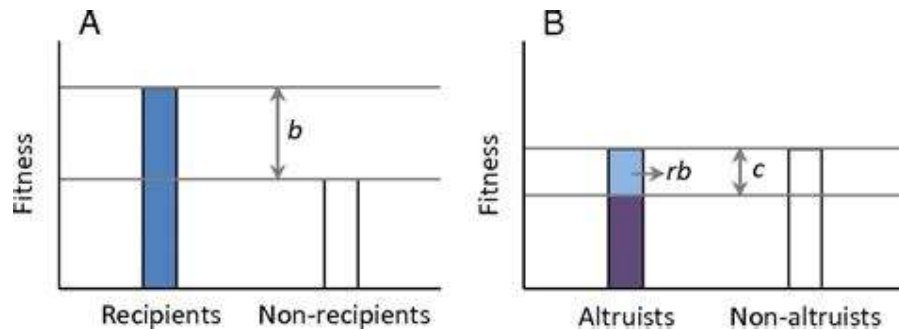 A
Fitness
b
Recipients
Non-recipients
B
Fitness
rb
c
Altruists
Non-altruists